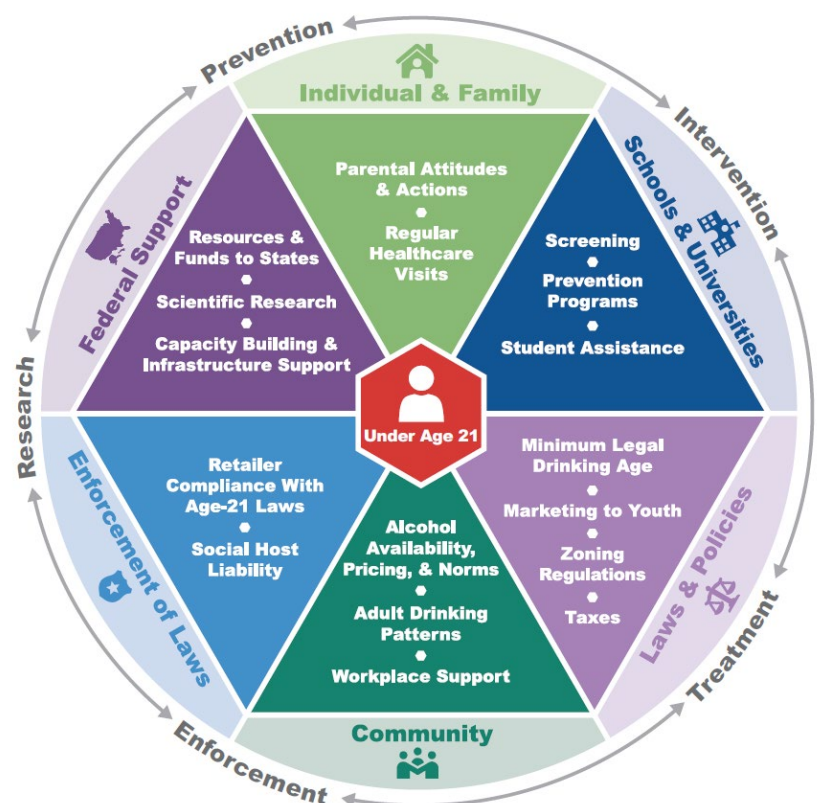 Prevention
Intervention
Treatment
Enforcement
Research
Individual & Family
Parental Attitudes
& Actions
Regular
Healthcare
Visits
Schools & Universities
Screening
Prevention
Programs
Student Assistance
Laws & Policies
Minimum Legal
Drinking Age
Marketing to Youth
Zoning
Regulations
Taxes
Community
Alcohol
Availability,
Pricing, & Norms
Adult Drinking
Patterns
Workplace Support
Enforcement of Laws
Retailer
Compliance With
Age-21 Laws
Social Host
Liability
Federal Support
Resources &
Funds to States
Scientific Research
Capacity Building &
Infrastructure Support
Under Age 21